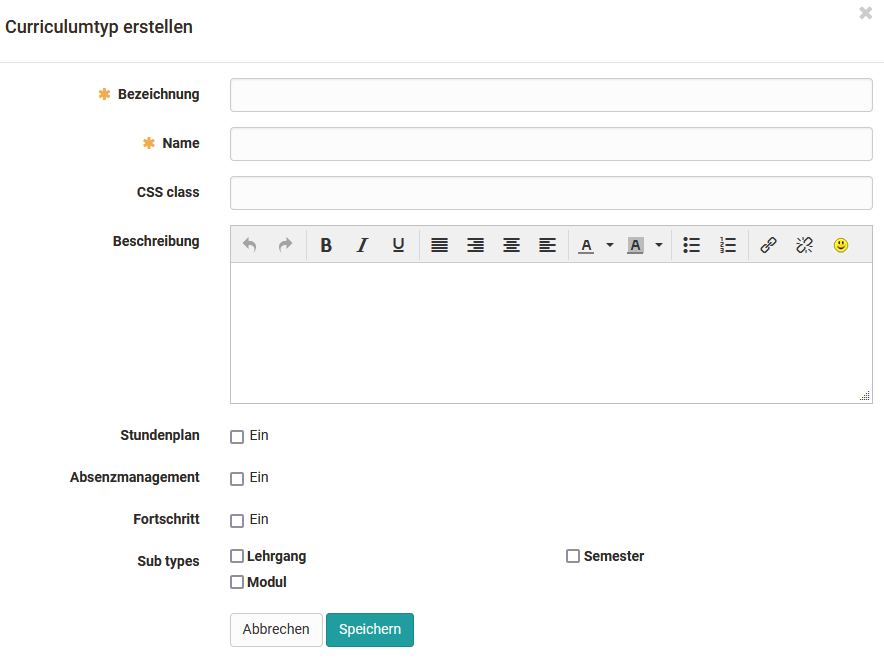 Curriculumtyp erstellen
Bezeichnung
Name
CSS class
Beschreibung
B I U A A
Stundenplan Ein
Absenzmanagement Ein
Fortschritt Ein
Sub types Lehrgang Semester
Modul
Abbrechen Speichern